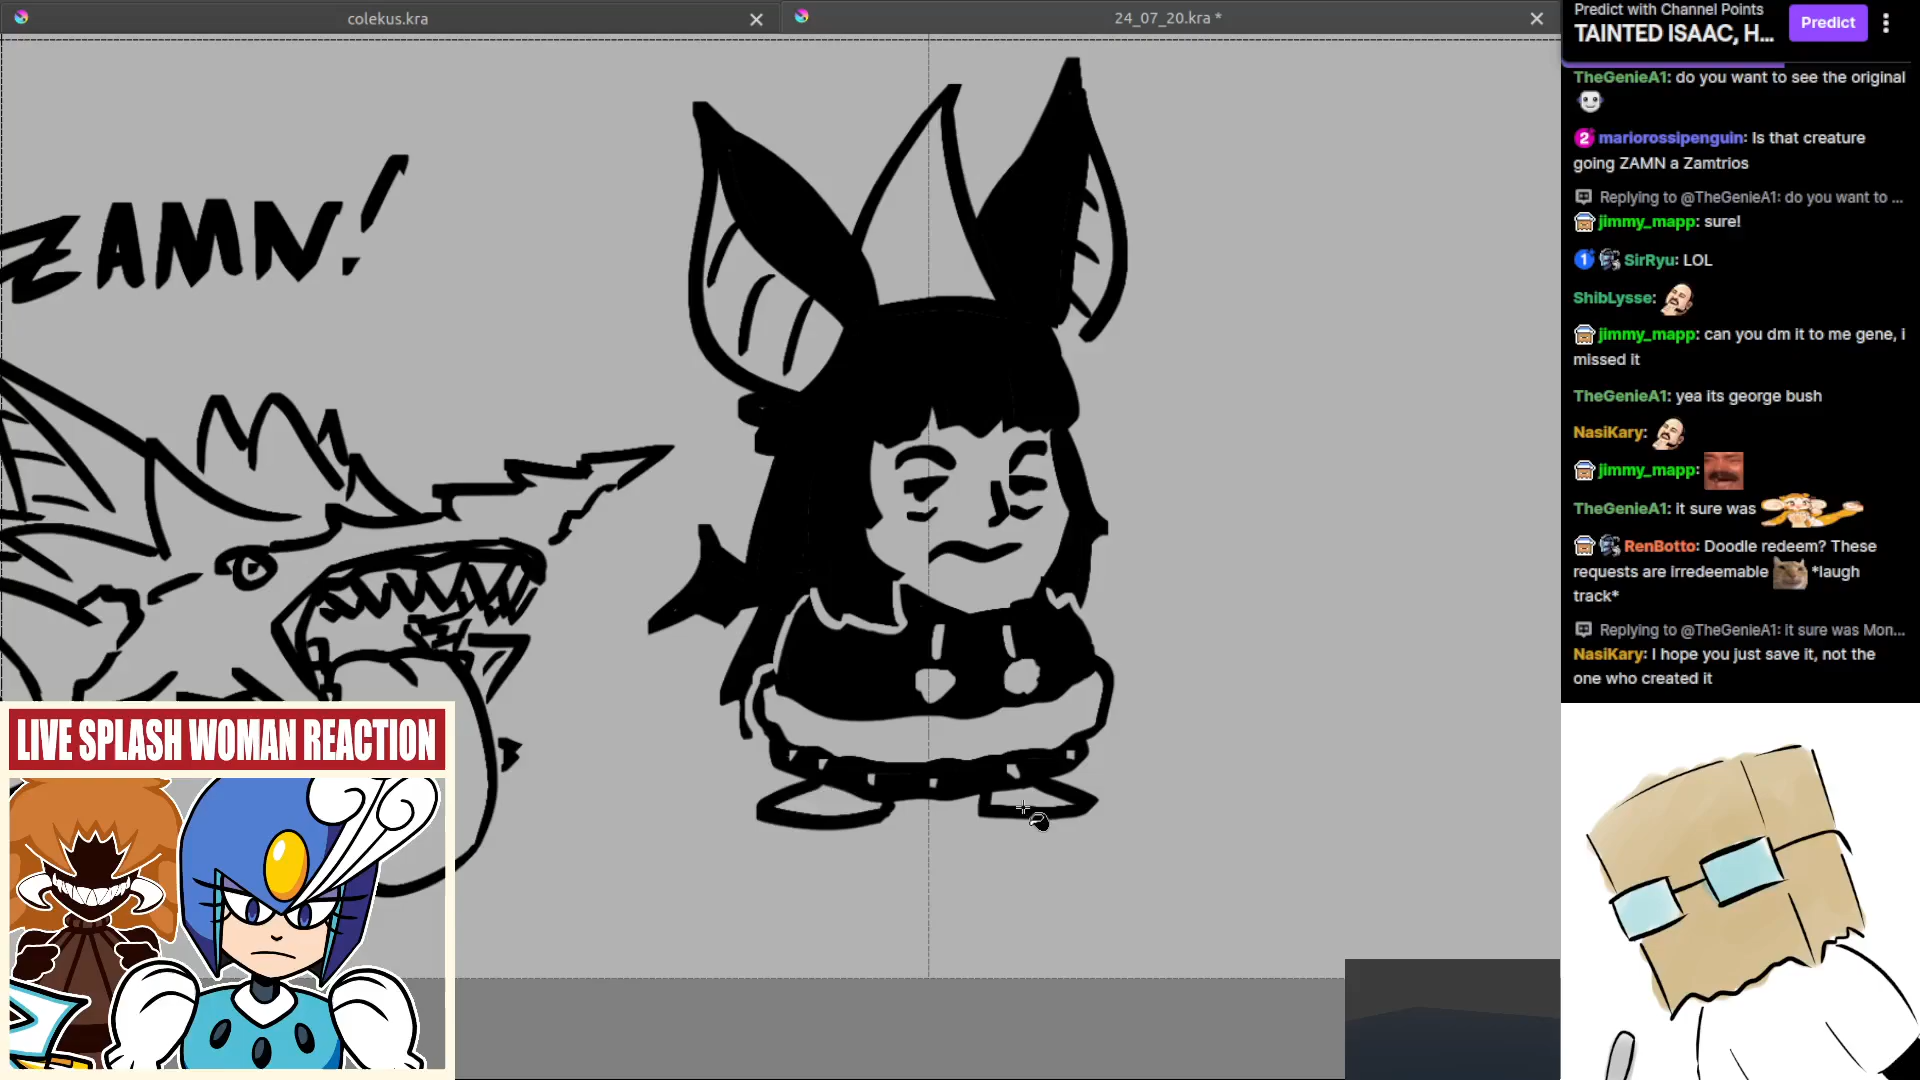 colekus.kra
24_07_20.kra *
Predict with Channel Points
TAINTED ISAAC, H...
Predict
TheGenieA1: do you want to see the original
2 mariorossipenguin: Is that creature
going ZAMN a Zamtrios
Replying to @TheGenieA1: do you want to ...
jimmy_mapp: sure!
1 SirRyu: LOL
ShibLysse:
jimmy_mapp: can you dm it to me gene, i
missed it
TheGenieA1: yea its george bush
NasiKary:
jimmy_mapp:
TheGenieA1: it sure was
RenBotto: Doodle redeem? These
requests are irredeemable *laugh
track*
Replying to @TheGenieA1: it sure was Mon...
NasiKary: I hope you just save it, not the
one who created it
ZAMN!
LIVE SPLASH WOMAN REACTION